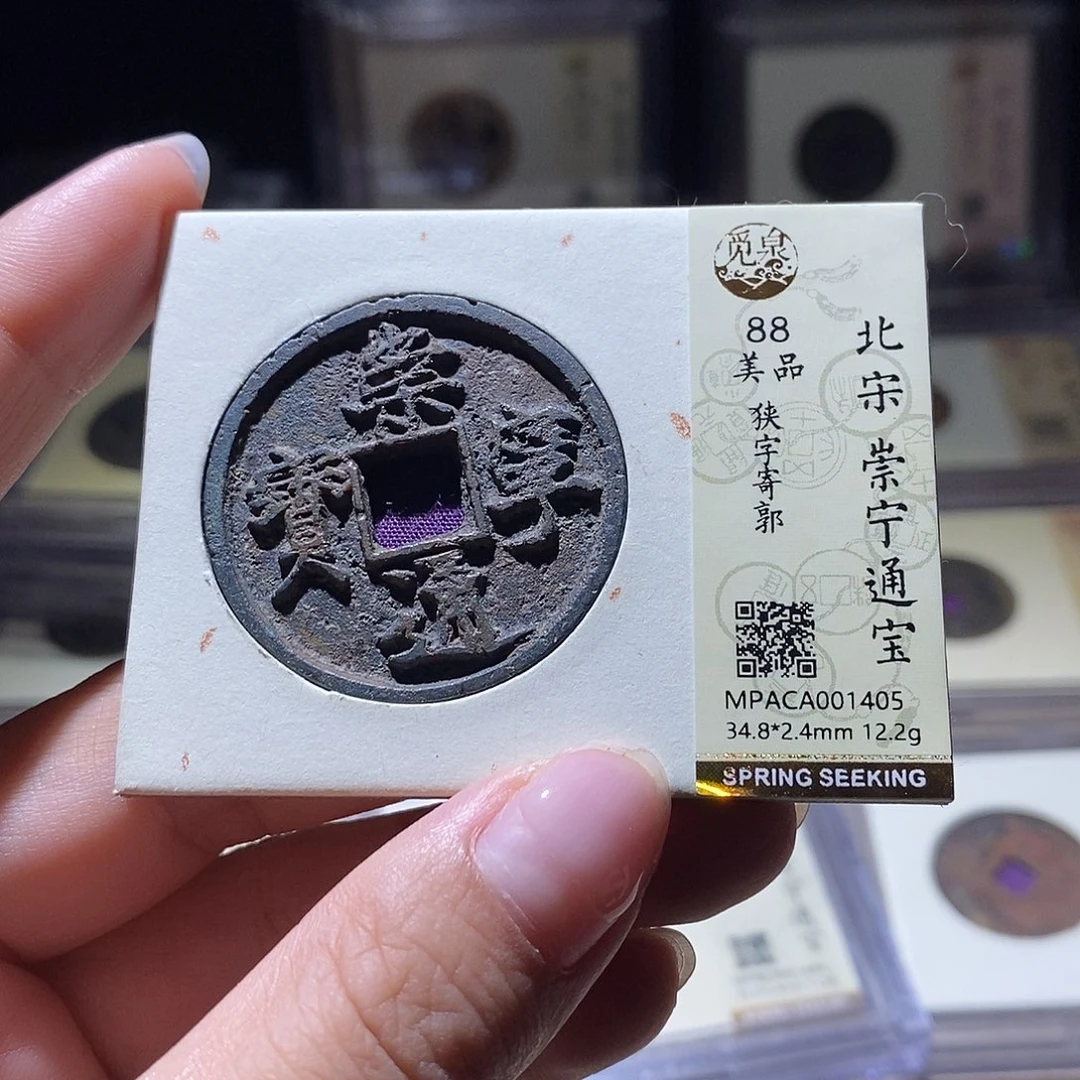 崇寧通寳
觅泉
88
美品
狭字寄郭
北宋 崇宁通宝
MPACA001405
34.8*2.4mm 12.2g
SPRING SEEKING